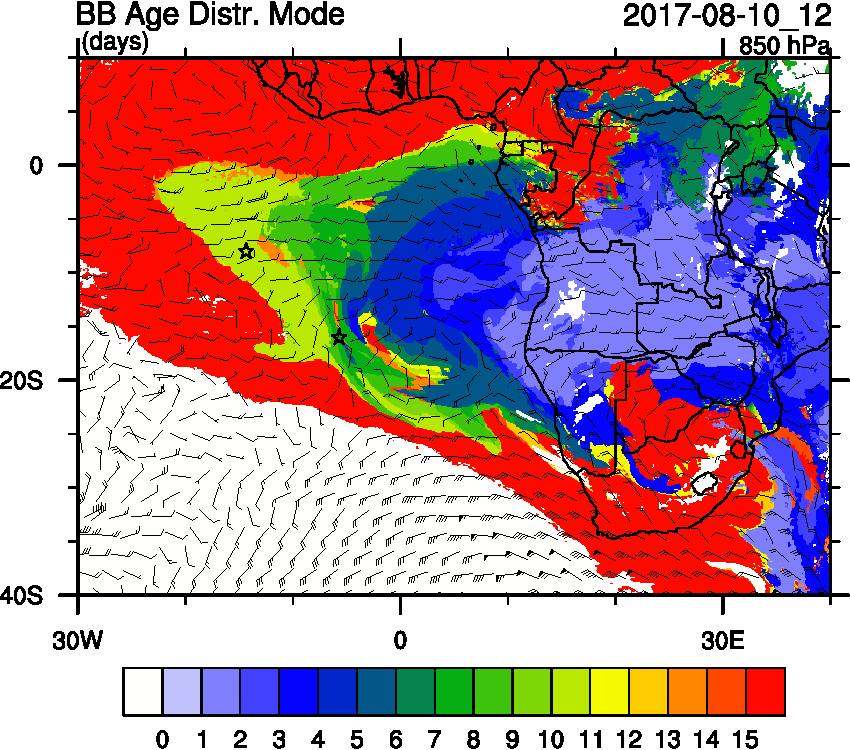 BB Age Distr. Mode 2017-08-10_12
(days) 850 hPa
0
20S
40S
30W 0 30E
0 1 2 3 4 5 6 7 8 9 10 11 12 13 14 15